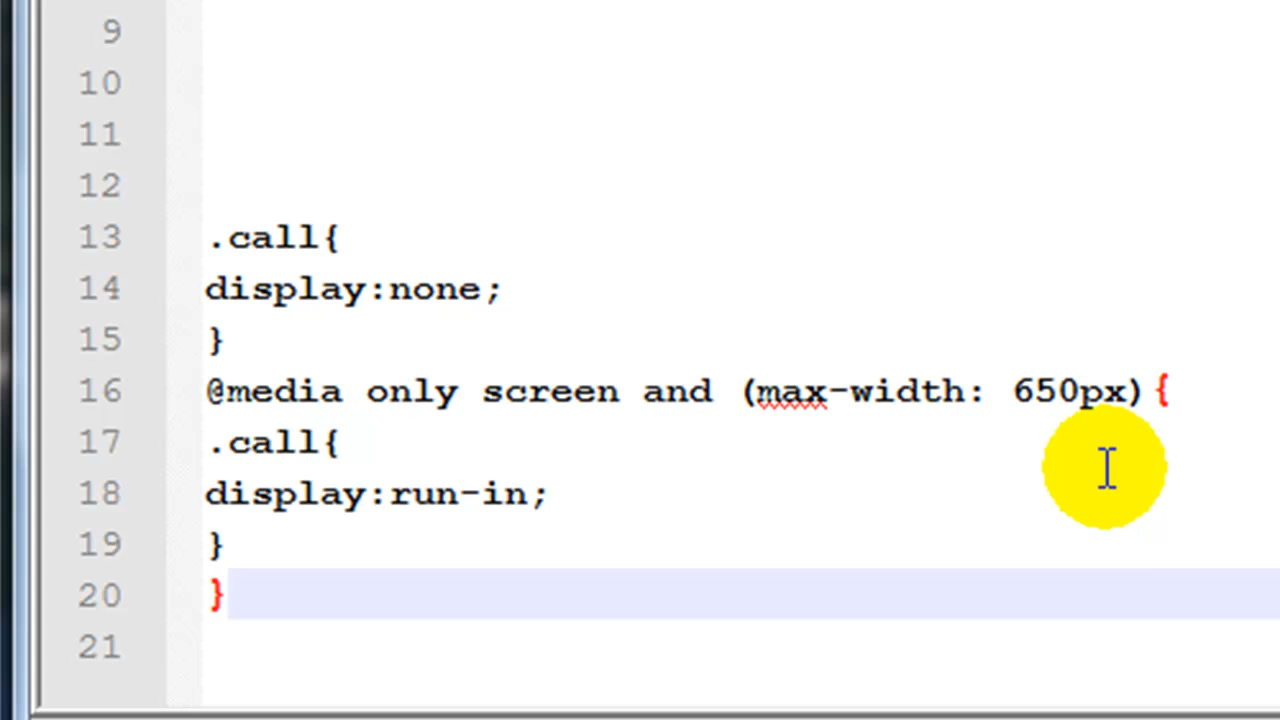 9
10
11
12
13 .call{
14 display:none;
15 }
16 @media only screen and (max-width: 650px){
17 .call{
18 display:run-in;
19 }
20 }
21